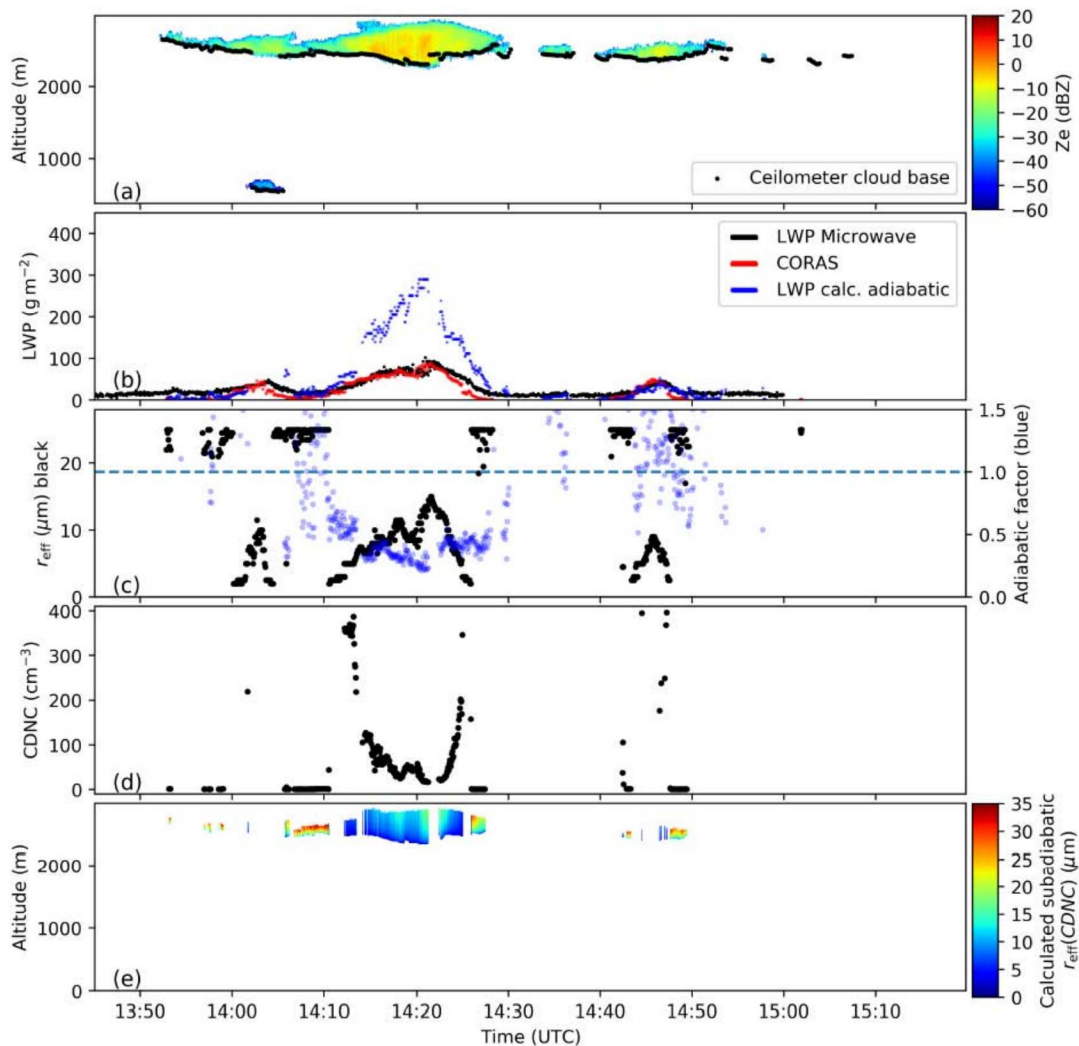 2000
1000
Altitude (m)
(a)
Ceilometer cloud base
20
10
0
−10
−20
−30
−40
−50
−60
Ze (dBZ)
400
300
200
100
0
LWP (g m−2)
(b)
LWP Microwave
CORAS
LWP calc. adiabatic
20
10
0
reff (μm) black
(c)
1.5
1.0
0.5
0.0
Adiabatic factor (blue)
400
300
200
100
0
CDNC (cm−3)
(d)
2000
1000
0
Altitude (m)
(e)
35
30
25
20
15
10
5
0
Calculated subadiabatic
reff(CDNC) (μm)
13:50 14:00 14:10 14:20 14:30 14:40 14:50 15:00 15:10
Time (UTC)